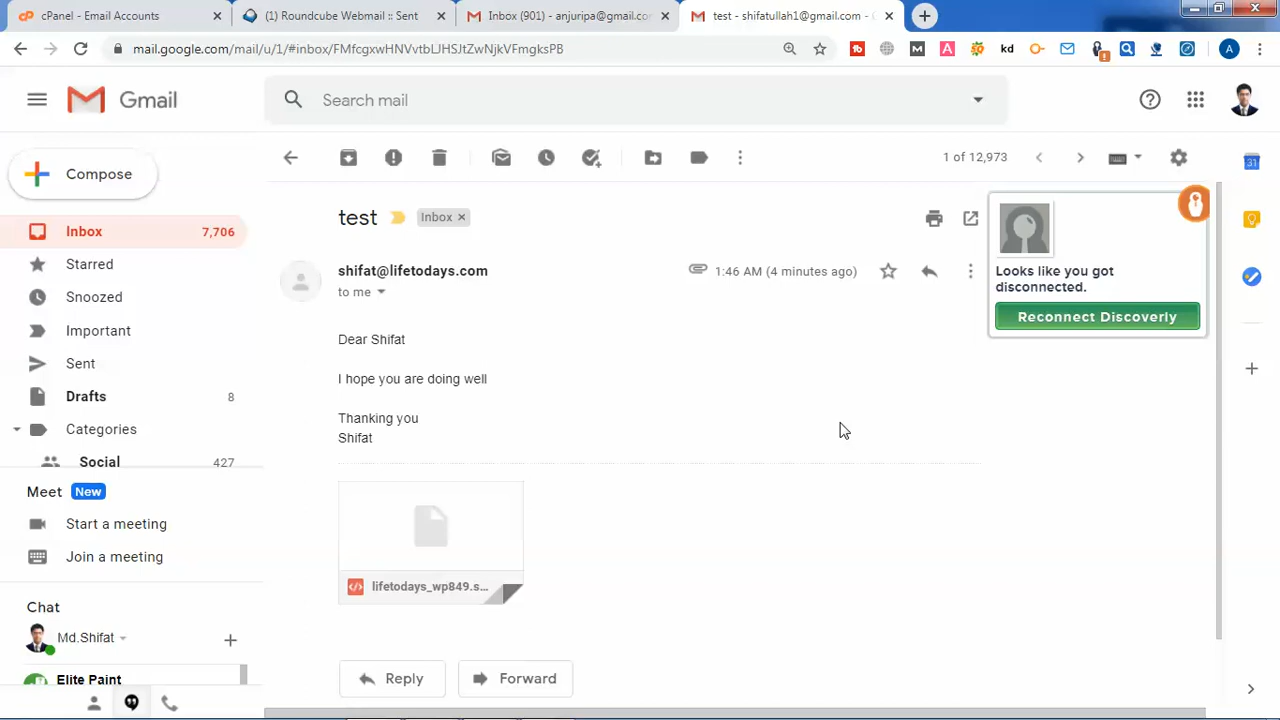 cPanel - Email Accounts
(1) Roundcube Webmail :: Sent
Inbox (901) - anjuripa@gmail.co
test - shifatullah1@gmail.com -
mail.google.com/mail/u/1/#inbox/FMfcgxwHNVvtbLJHSJtZwNjkVFmgksPB
kd
A
Gmail
Search mail
1 of 12,973
Compose
31
test
Inbox
Inbox
7,706
Starred
Looks like you got
disconnected.
shifat@lifetodays.com
1:46 AM (4 minutes ago)
to me
Snoozed
Reconnect Discoverly
Important
Dear Shifat
Sent
I hope you are doing well
Drafts
8
Thanking you
Categories
Shifat
Social
427
Meet
New
Start a meeting
Join a meeting
lifetodays_wp849.s...
Chat
Md.Shifat
Elite Paint
Reply
Forward